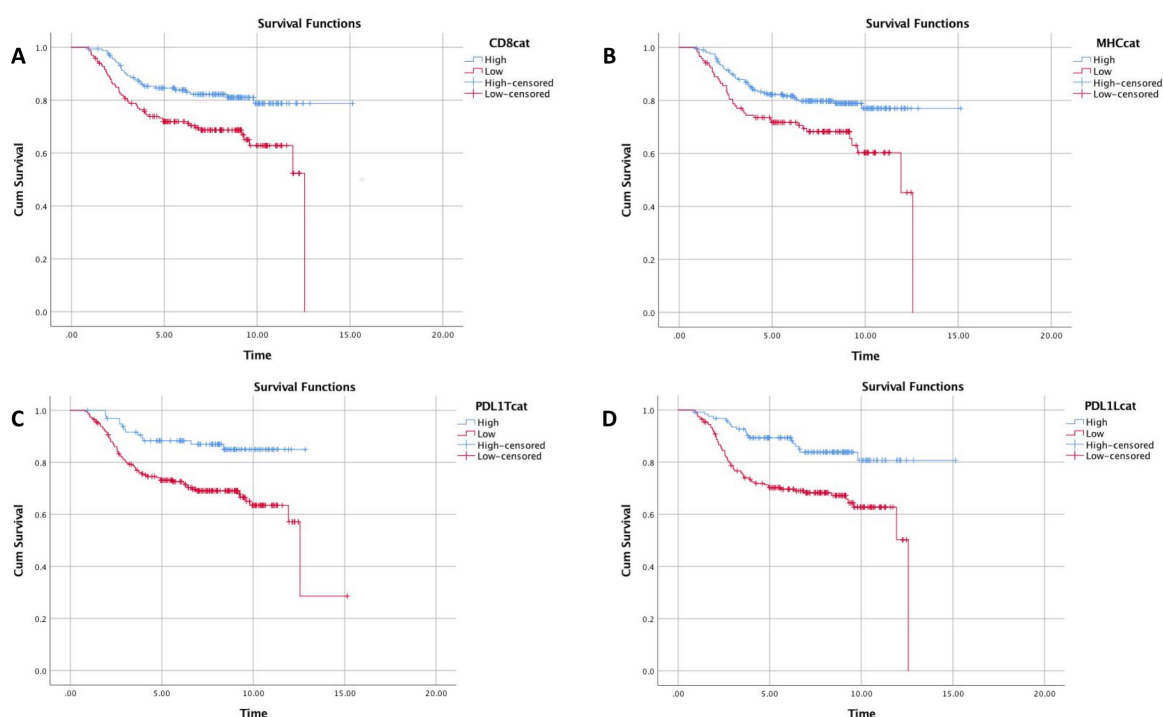 A
Survival Functions
CD8cat
High
Low
High-censored
Low-censored
Cum Survival
1.0
0.8
0.6
0.4
0.2
0.0
.00 5.00 10.00 15.00 20.00
Time
B
Survival Functions
MHCcat
High
Low
High-censored
Low-censored
Cum Survival
1.0
0.8
0.6
0.4
0.2
0.0
.00 5.00 10.00 15.00 20.00
Time
C
Survival Functions
PDL1Tcat
High
Low
High-censored
Low-censored
Cum Survival
1.0
0.8
0.6
0.4
0.2
0.0
.00 5.00 10.00 15.00 20.00
Time
D
Survival Functions
PDL1Lcat
High
Low
High-censored
Low-censored
Cum Survival
1.0
0.8
0.6
0.4
0.2
0.0
.00 5.00 10.00 15.00 20.00
Time